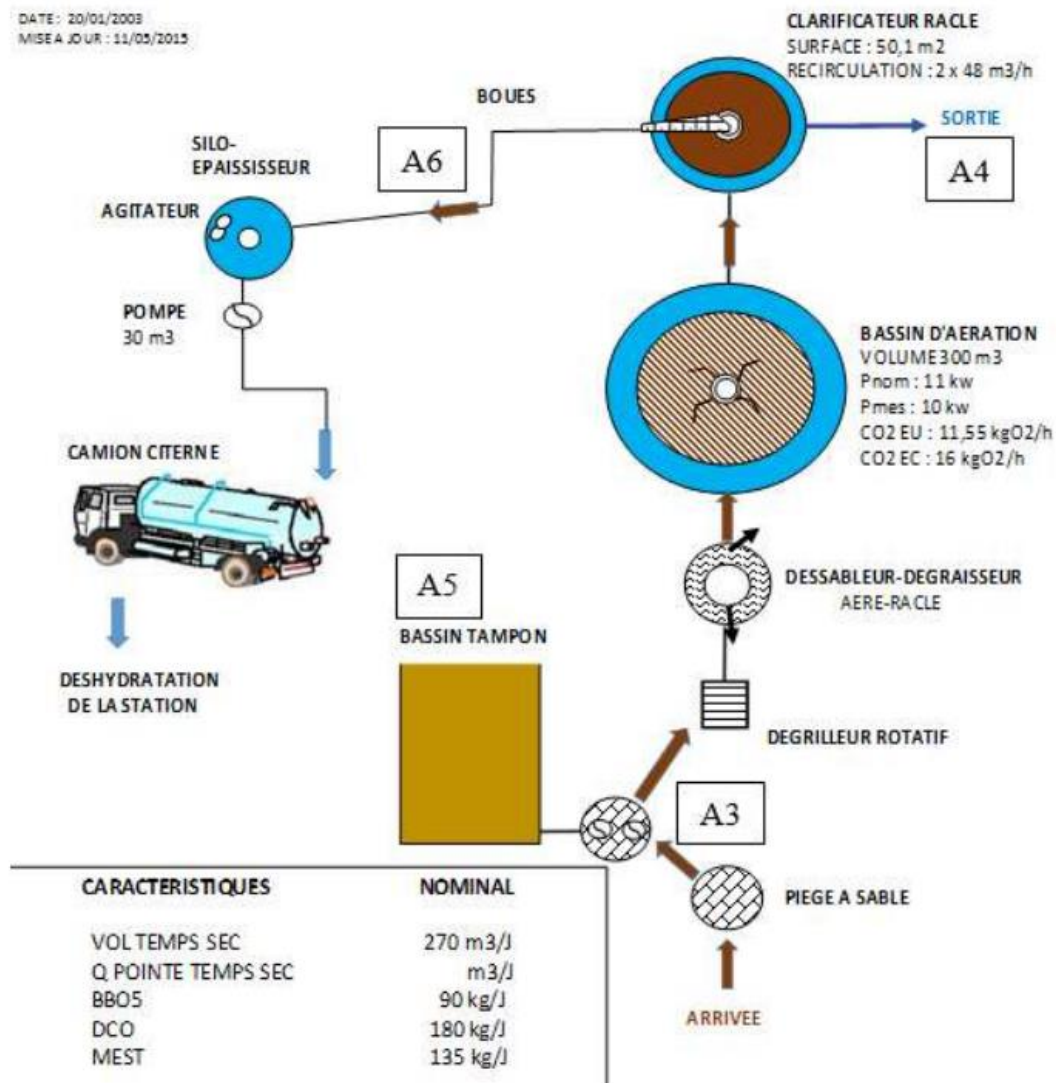 DATE : 20/01/2003
MISE A JOUR : 11/05/2015
CLARIFICATEUR RACLE
SURFACE : 50,1 m2
RECIRCULATION : 2 x 48 m3/h
BOUES
SORTIE
A4
A6
SILO-
EPAISSISSEUR
AGITATEUR
POMPE
30 m3
BASSIN D'AERATION
VOLUME 300 m3
Pnom : 11 kw
Pmes : 10 kw
CO2 EU : 11,55 kgO2/h
CO2 EC : 16 kgO2/h
CAMION CITERNE
DESSABLEUR-DEGRAISSEUR
AERE-RACLE
A5
BASSIN TAMPON
DESHYDRATATION
DE LA STATION
DEGRILLEUR ROTATIF
A3
PIEGE A SABLE
ARRIVEE
CARACTERISTIQUES NOMINAL
VOL TEMPS SEC 270 m3/J
Q POINTE TEMPS SEC m3/J
BBO5 90 kg/J
DCO 180 kg/J
MEST 135 kg/J